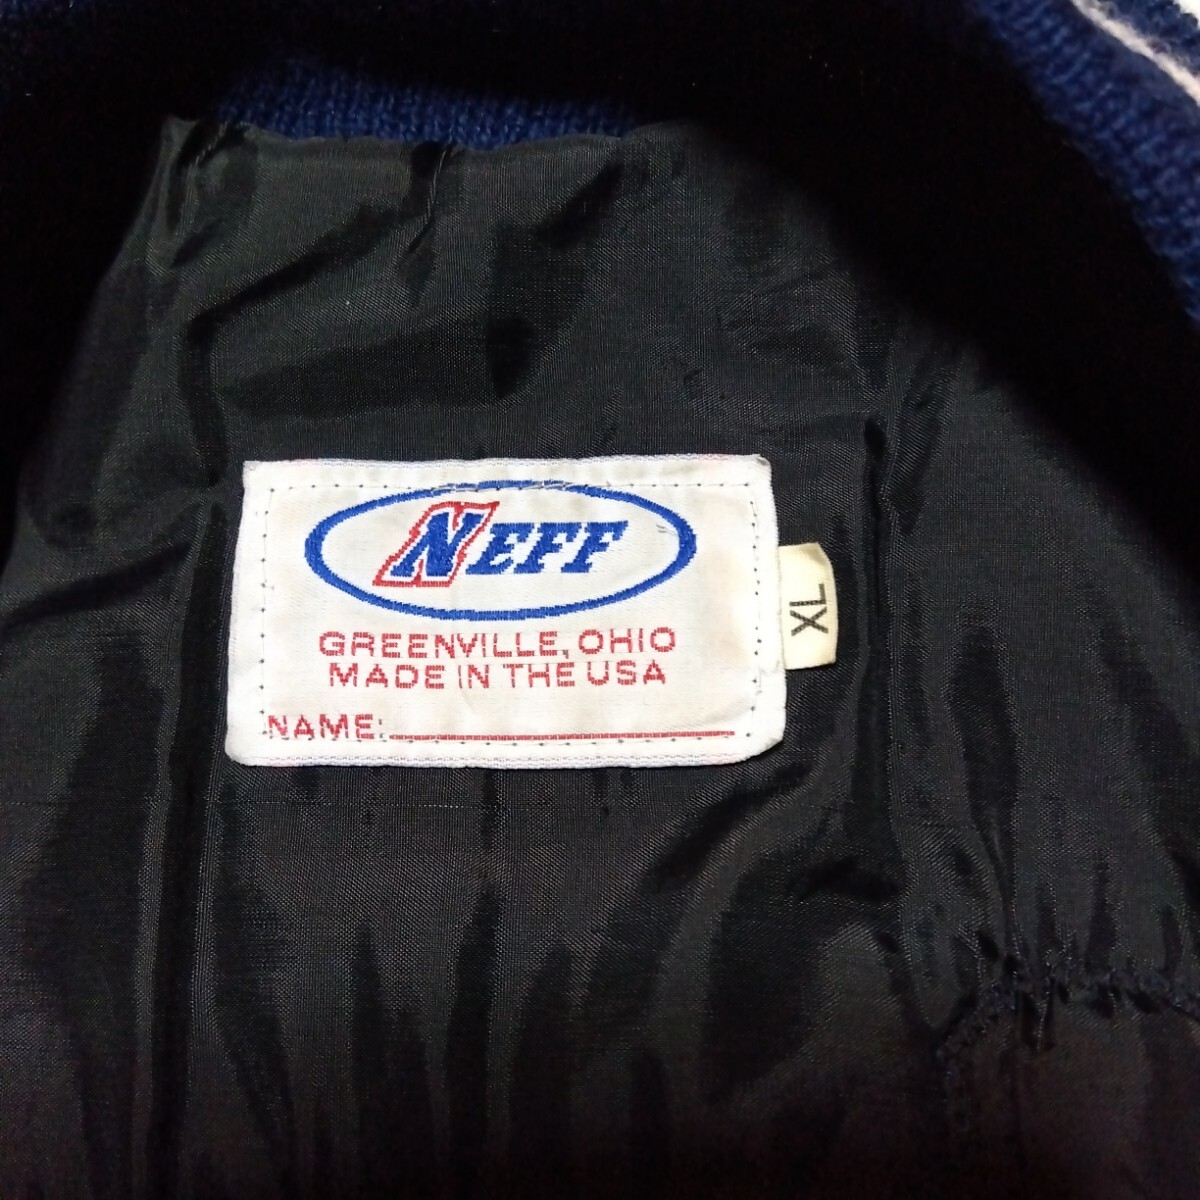 NEFF
GREENVILLE, OHIO
MADE IN THE USA
NAME:
XL